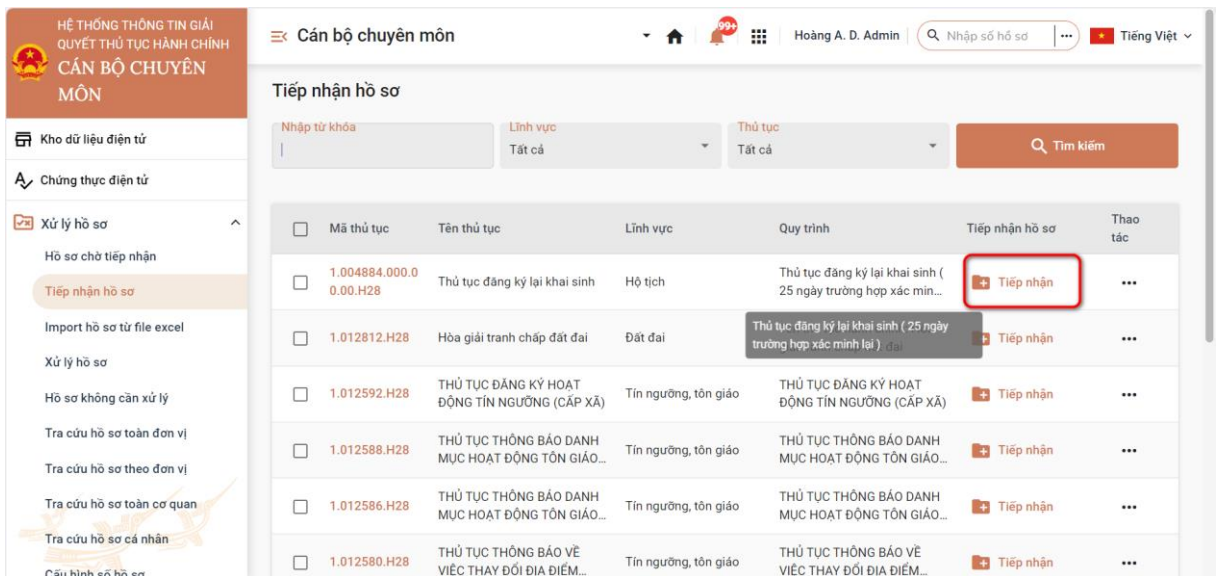 HỆ THỐNG THÔNG TIN GIẢI
QUYẾT THỦ TỤC HÀNH CHÍNH
CÁN BỘ CHUYÊN
MÔN
Cán bộ chuyên môn
99+
Hoàng A. D. Admin
Nhập số hồ sơ
Tiếng Việt
Kho dữ liệu điện tử
Chứng thực điện tử
Xử lý hồ sơ
Hồ sơ chờ tiếp nhận
Tiếp nhận hồ sơ
Import hồ sơ từ file excel
Xử lý hồ sơ
Hồ sơ không cần xử lý
Tra cứu hồ sơ toàn đơn vị
Tra cứu hồ sơ theo đơn vị
Tra cứu hồ sơ toàn cơ quan
Tra cứu hồ sơ cá nhân
Cấu hình số hồ sơ
Tiếp nhận hồ sơ
Nhập từ khóa
Lĩnh vực
Tất cả
Thủ tục
Tất cả
Tìm kiếm
Mã thủ tục
Tên thủ tục
Lĩnh vực
Quy trình
Tiếp nhận hồ sơ
Thao
tác
1.004884.000.0
0.00.H28
Thủ tục đăng ký lại khai sinh
Hộ tịch
Thủ tục đăng ký lại khai sinh (
25 ngày trường hợp xác min...
Tiếp nhận
1.012812.H28
Hòa giải tranh chấp đất đai
Đất đai
Thủ tục đăng ký lại khai sinh ( 25 ngày
trường hợp xác minh lại )
Tiếp nhận
1.012592.H28
THỦ TỤC ĐĂNG KÝ HOẠT
ĐỘNG TÍN NGƯỠNG (CẤP XÃ)
Tín ngưỡng, tôn giáo
THỦ TỤC ĐĂNG KÝ HOẠT
ĐỘNG TÍN NGƯỠNG (CẤP XÃ)
Tiếp nhận
1.012588.H28
THỦ TỤC THÔNG BÁO DANH
MỤC HOẠT ĐỘNG TÔN GIÁO...
Tín ngưỡng, tôn giáo
THỦ TỤC THÔNG BÁO DANH
MỤC HOẠT ĐỘNG TÔN GIÁO...
Tiếp nhận
1.012586.H28
THỦ TỤC THÔNG BÁO DANH
MỤC HOẠT ĐỘNG TÔN GIÁO...
Tín ngưỡng, tôn giáo
THỦ TỤC THÔNG BÁO DANH
MỤC HOẠT ĐỘNG TÔN GIÁO...
Tiếp nhận
1.012580.H28
THỦ TỤC THÔNG BÁO VỀ
VIỆC THAY ĐỔI ĐỊA ĐIỂM...
Tín ngưỡng, tôn giáo
THỦ TỤC THÔNG BÁO VỀ
VIỆC THAY ĐỔI ĐỊA ĐIỂM...
Tiếp nhận